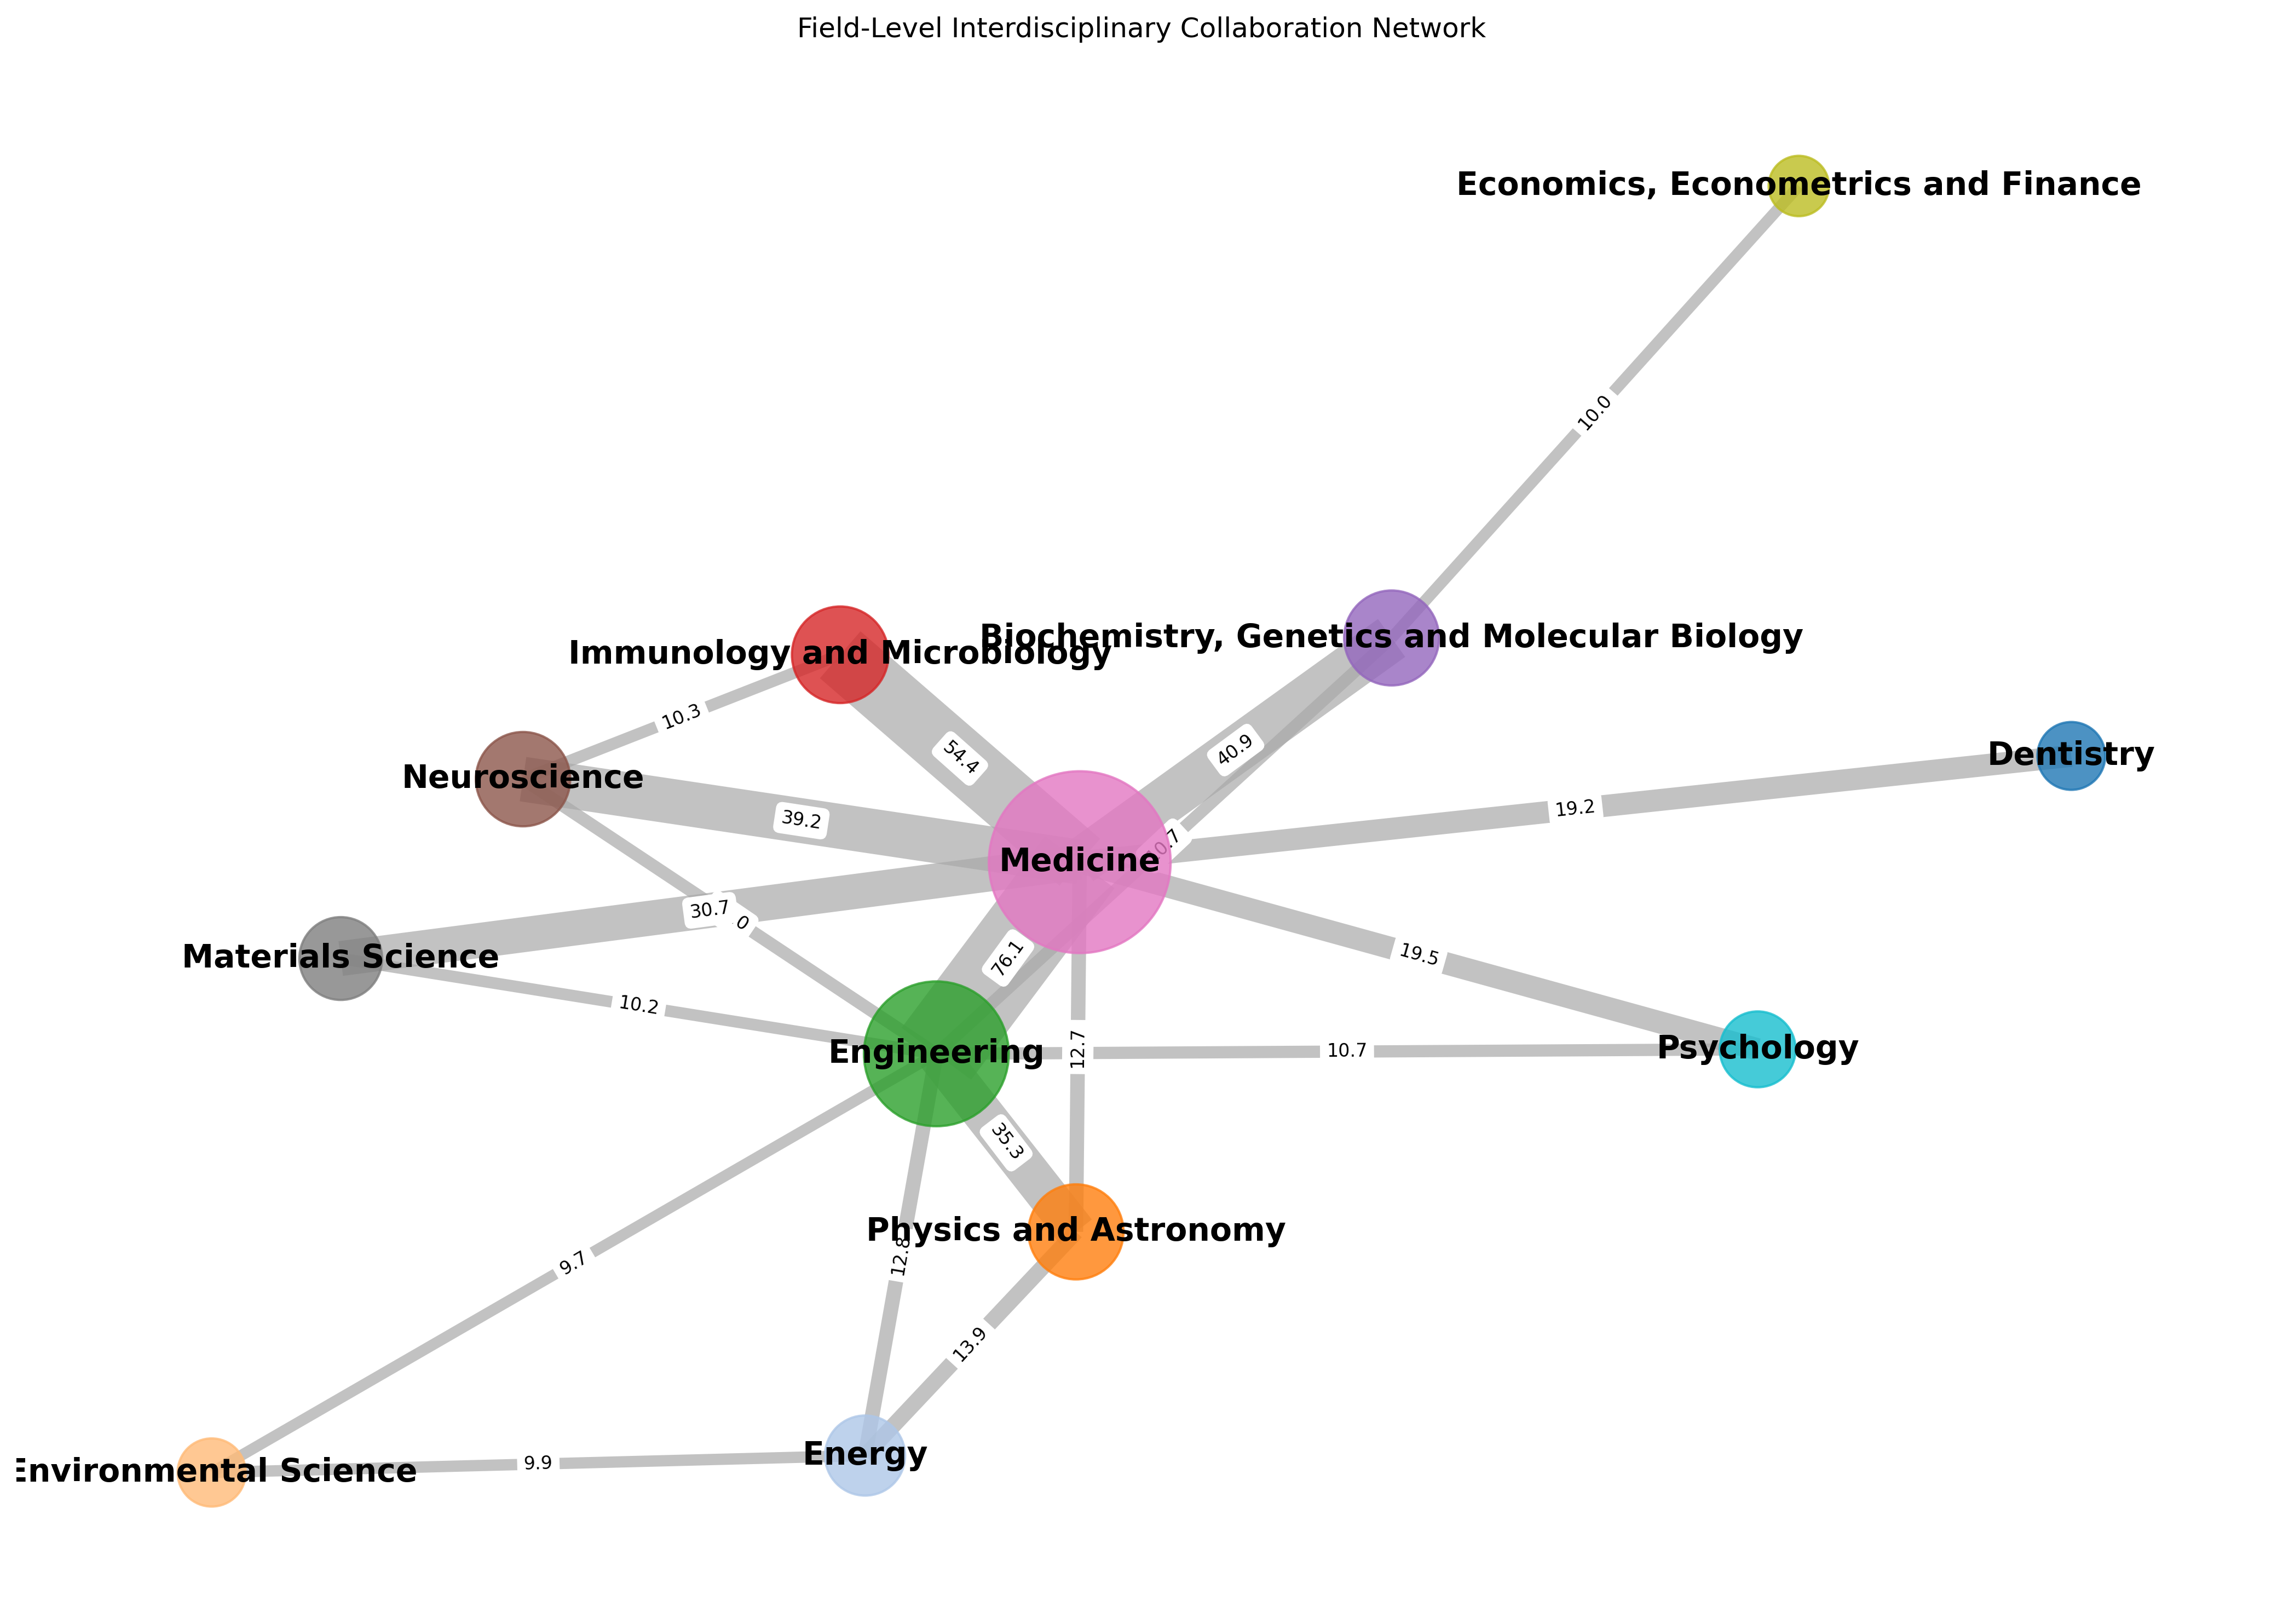 Field-Level Interdisciplinary Collaboration Network
Economics, Econometrics and Finance
10.0
Biochemistry, Genetics and Molecular Biology
Immunology and Microbiology
10.3
54.4
40.9
Neuroscience
Dentistry
39.2
19.2
Medicine
30.7
0
76.1
19.5
Materials Science
10.2
Engineering
12.7
10.7
Psychology
35.3
Physics and Astronomy
12.8
9.7
13.9
Energy
Environmental Science
9.9